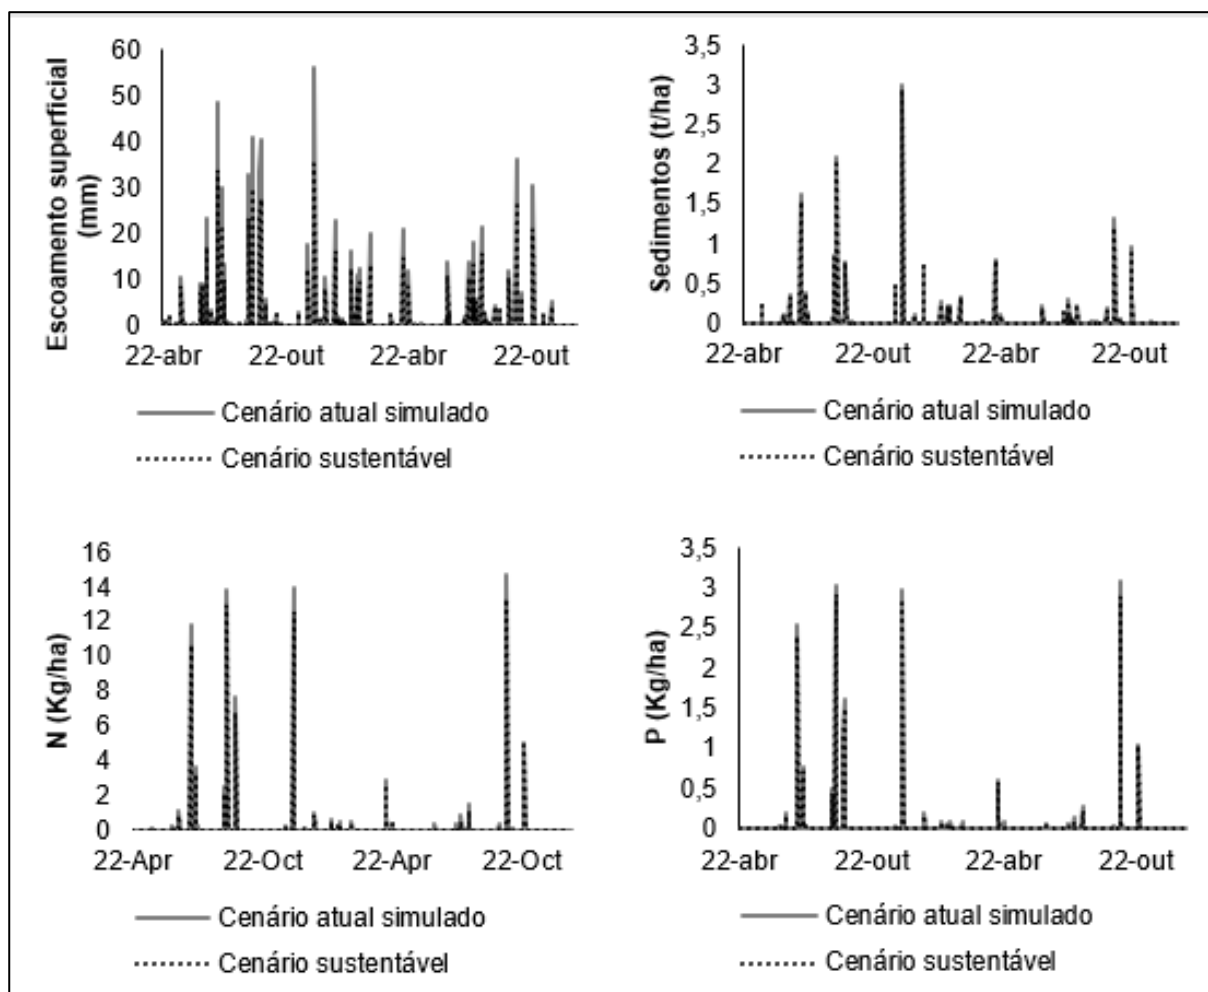 Escoamento superficial
(mm)
60
50
40
30
20
10
0
22-abr 22-out 22-abr 22-out
Cenário atual simulado
Cenário sustentável
Sedimentos (t/ha)
3,5
3
2,5
2
1,5
1
0,5
0
22-abr 22-out 22-abr 22-out
Cenário atual simulado
Cenário sustentável
N (Kg/ha)
16
14
12
10
8
6
4
2
0
22-Apr 22-Oct 22-Apr 22-Oct
Cenário atual simulado
Cenário sustentável
P (Kg/ha)
3,5
3
2,5
2
1,5
1
0,5
0
22-abr 22-out 22-abr 22-out
Cenário atual simulado
Cenário sustentável